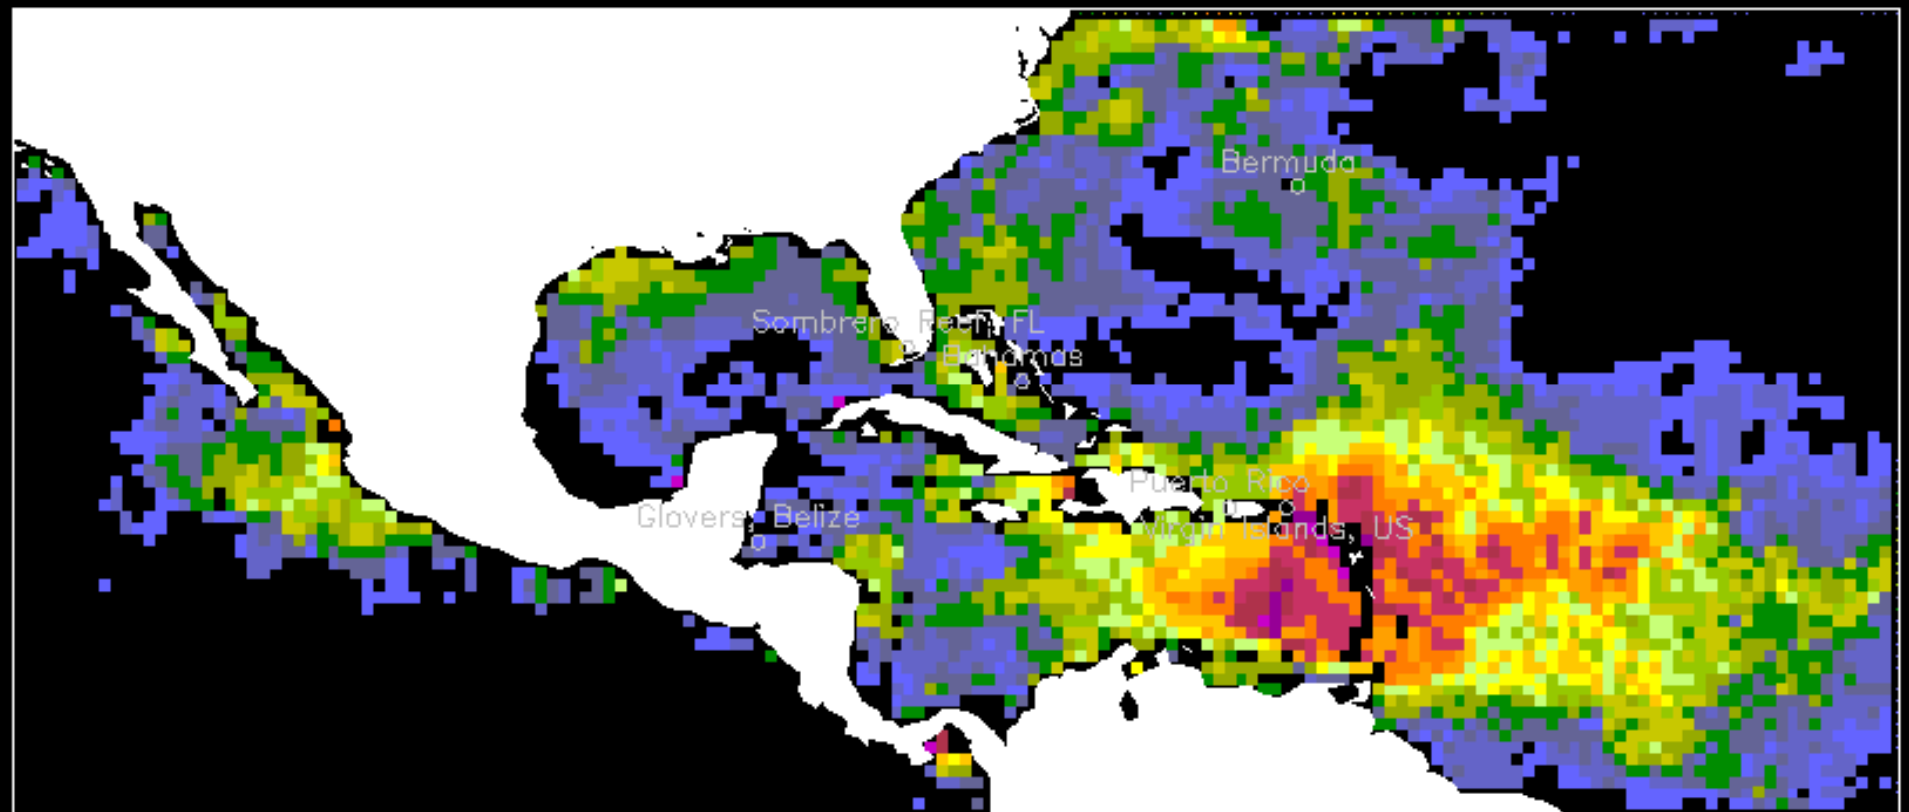 Bermuda
Sombrero Reef, FL
Bahamas
Puerto Rico
Glovers, Belize
Virgin Islands, US